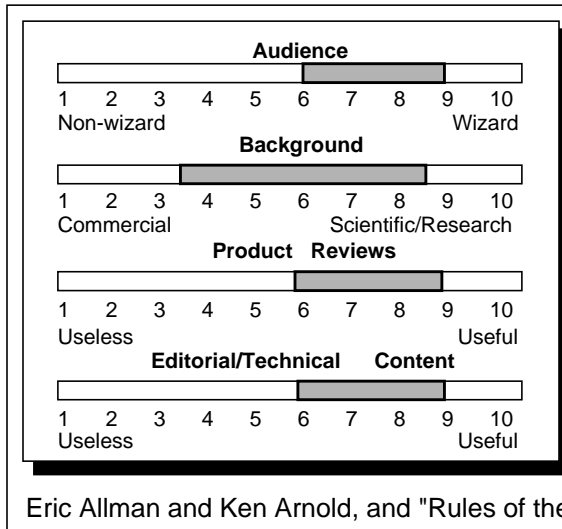 Audience
1 2 3 4 5 6 7 8 9 10
Non-wizard Wizard
Background
1 2 3 4 5 6 7 8 9 10
Commercial Scientific/Research
Product Reviews
1 2 3 4 5 6 7 8 9 10
Useless Useful
Editorial/Technical Content
1 2 3 4 5 6 7 8 9 10
Useless Useful
Eric Allman and Ken Arnold, and "Rules of the